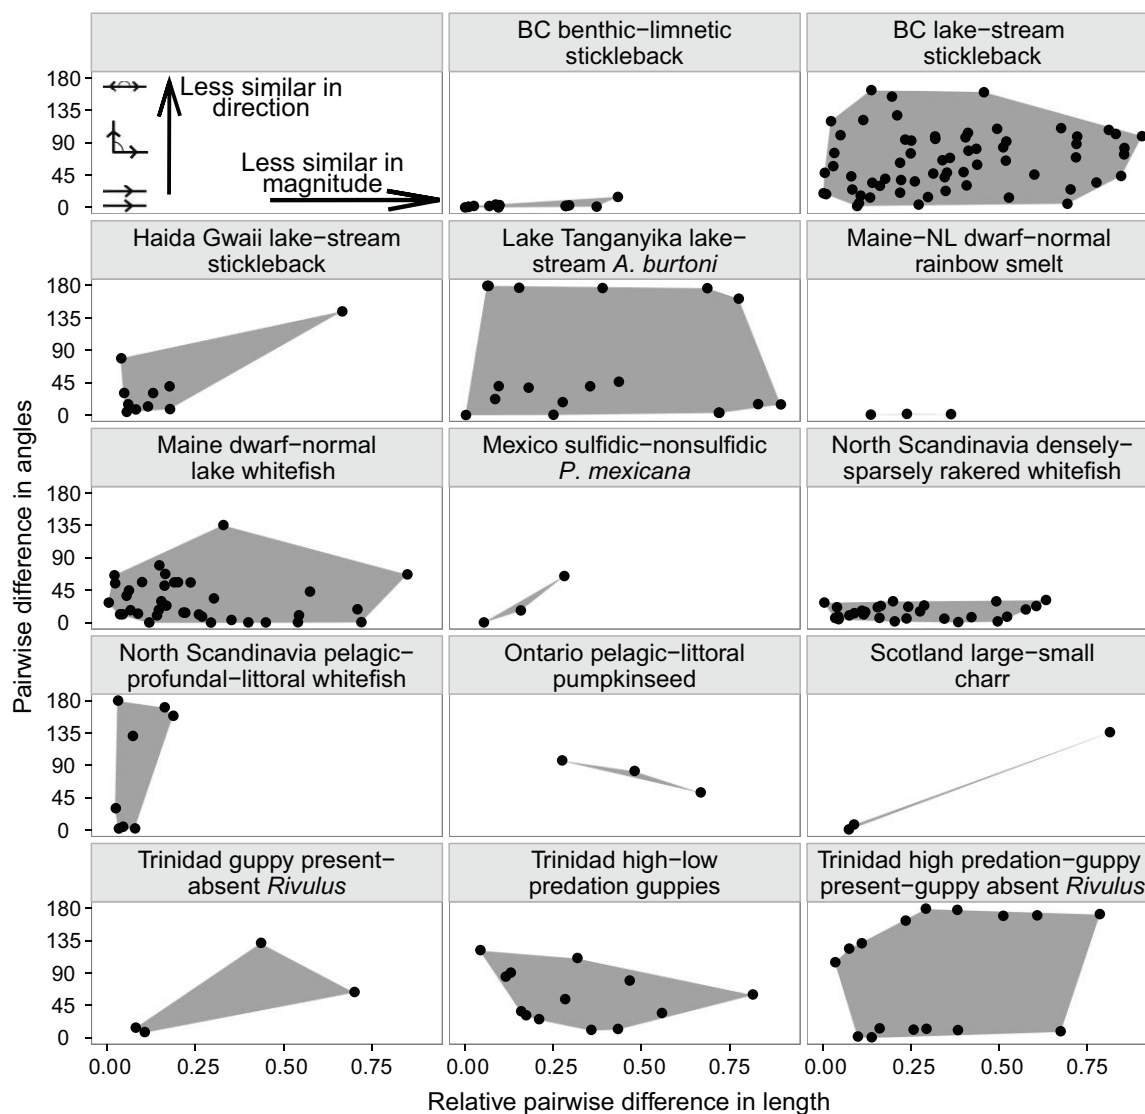 BC benthic−limnetic
stickleback
BC lake−stream
stickleback
180
135
90
45
0
Less similar in
direction
Less similar in
magnitude
Haida Gwaii lake−stream
stickleback
Lake Tanganyika lake−
stream A. burtoni
Maine−NL dwarf−normal
rainbow smelt
180
135
90
45
0
Maine dwarf−normal
lake whitefish
Mexico sulfidic−nonsulfidic
P. mexicana
North Scandinavia densely−
sparsely rakered whitefish
180
135
90
45
0
North Scandinavia pelagic−
profundal−littoral whitefish
Ontario pelagic−littoral
pumpkinseed
Scotland large−small
charr
180
135
90
45
0
Trinidad guppy present−
absent Rivulus
Trinidad high−low
predation guppies
Trinidad high predation−guppy
present−guppy absent Rivulus
180
135
90
45
0
0.00 0.25 0.50 0.75
0.00 0.25 0.50 0.75
0.00 0.25 0.50 0.75
Pairwise difference in angles
Relative pairwise difference in length